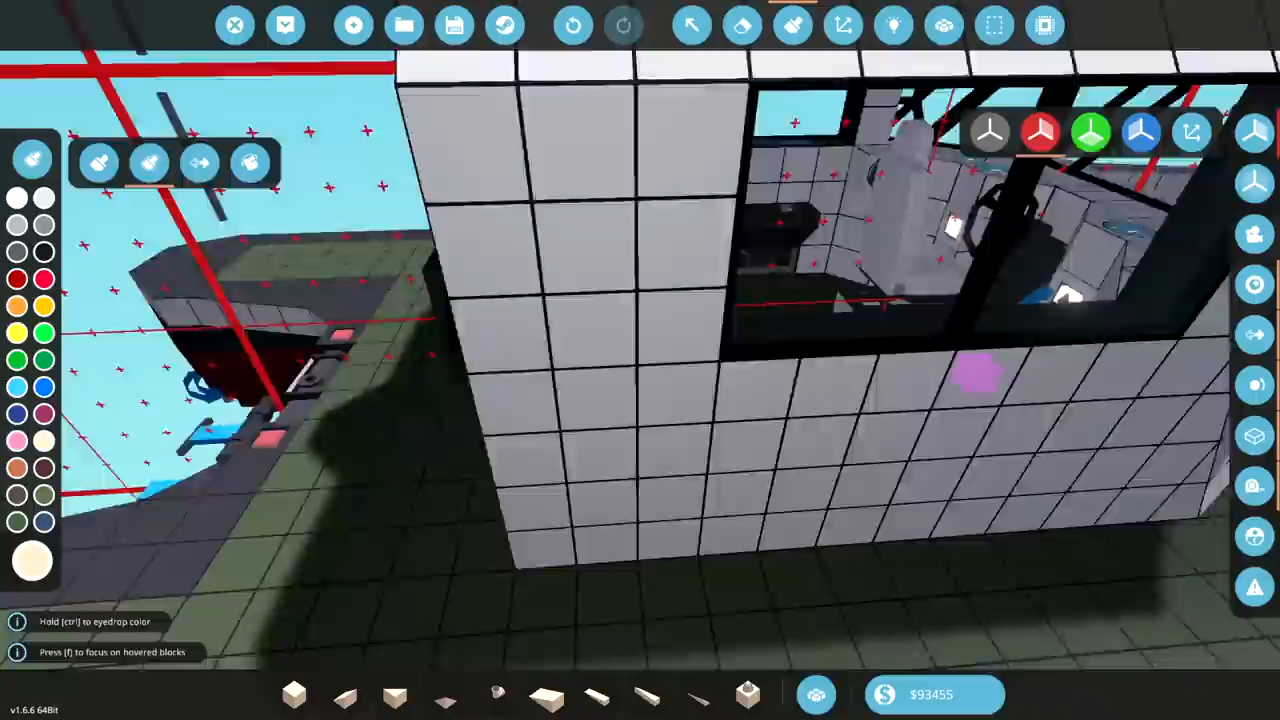 Hold [ctrl] to eyedrop color
Press [f] to focus on hovered blocks
$93455
v1.6.6 64Bit